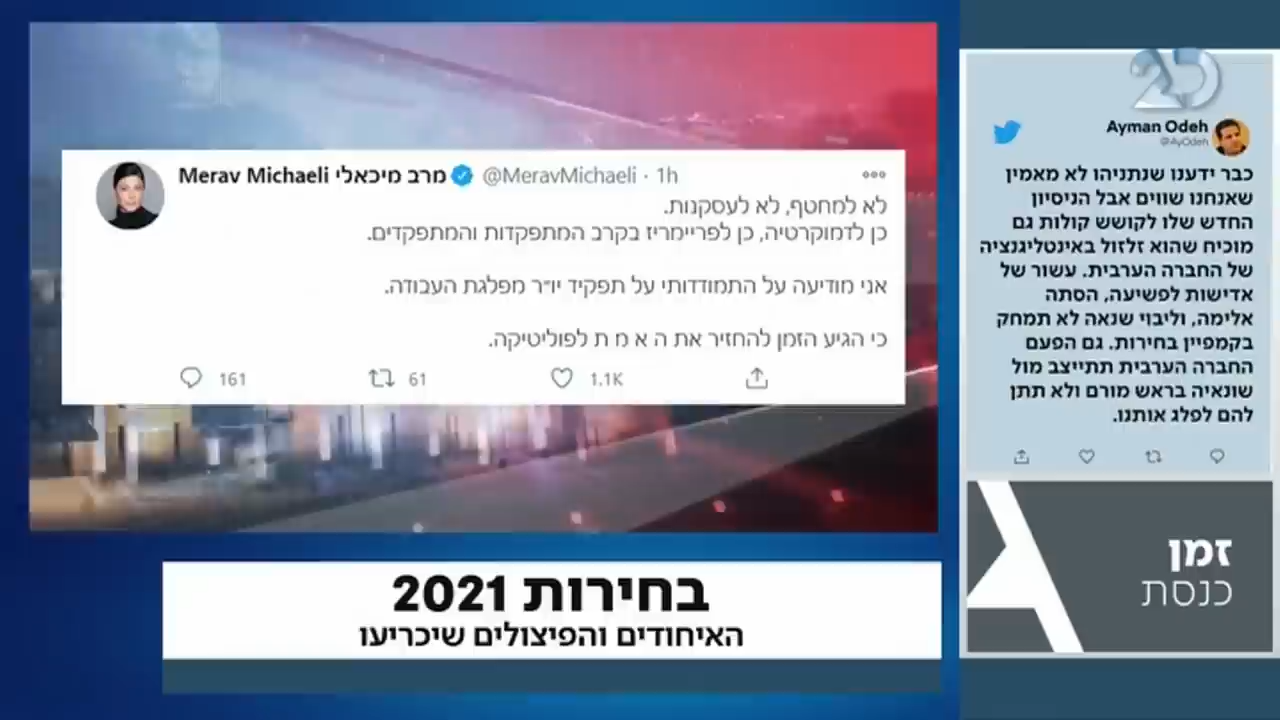 Merav Michaeli מרב מיכאלי @MeravMichaeli · 1h
לא למחטף, לא לעסקנות.
כן לדמוקרטיה, כן לפריימריז בקרב המתפקדות והמתפקדים.
אני מודיעה על התמודדותי על תפקיד יו״ר מפלגת העבודה.
כי הגיע הזמן להחזיר את ה א מ ת לפוליטיקה.
161 61 1.1K
בחירות 2021
האיחודים והפיצולים שיכריעו
20
Ayman Odeh
@AyOdeh
כבר ידענו שנתניהו לא מאמין
שאנחנו שווים אבל הניסיון
החדש שלו לקושש קולות גם
מוכיח שהוא זלזול באינטליגנציה
של החברה הערבית. עשור של
אדישות לפשיעה, הסתה
אלימה, וליבוי שנאה לא תמחק
בקמפיין בחירות. גם הפעם
החברה הערבית תתייצב מול
שונאיה בראש מורם ולא תתן
להם לפלג אותנו.
זמן
כנסת